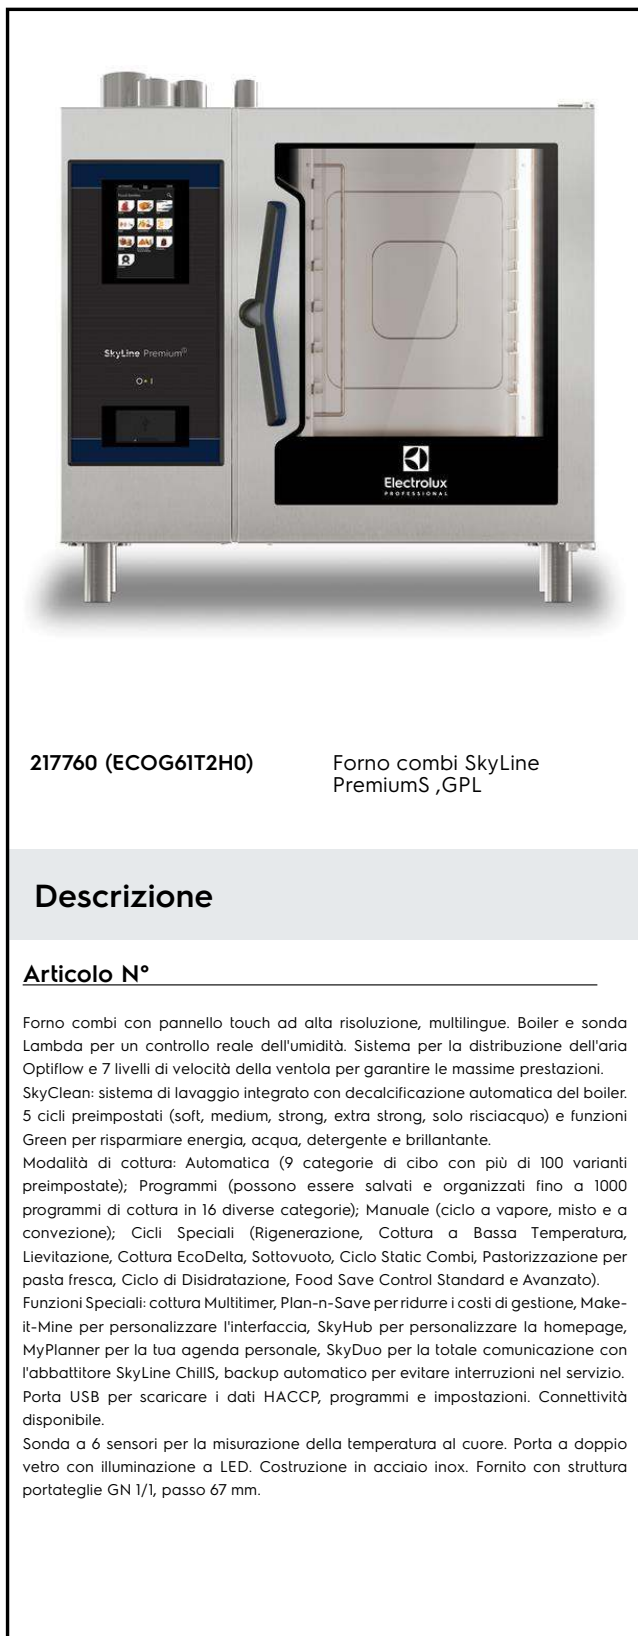 SkyLine PremiumS
Electrolux
PROFESSIONAL
217760 (ECOG61T2H0)
Forno combi SkyLine
PremiumS ,GPL
Descrizione
Articolo N°
Forno combi con pannello touch ad alta risoluzione, multilingue. Boiler e sonda
Lambda per un controllo reale dell'umidità. Sistema per la distribuzione dell'aria
Optiflow e 7 livelli di velocità della ventola per garantire le massime prestazioni.
SkyClean: sistema di lavaggio integrato con decalcificazione automatica del boiler.
5 cicli preimpostati (soft, medium, strong, extra strong, solo risciacquo) e funzioni
Green per risparmiare energia, acqua, detergente e brillantante.
Modalità di cottura: Automatica (9 categorie di cibo con più di 100 varianti
preimpostate); Programmi (possono essere salvati e organizzati fino a 1000
programmi di cottura in 16 diverse categorie); Manuale (ciclo a vapore, misto e a
convezione); Cicli Speciali (Rigenerazione, Cottura a Bassa Temperatura,
Lievitazione, Cottura EcoDelta, Sottovuoto, Ciclo Static Combi, Pastorizzazione per
pasta fresca, Ciclo di Disidratazione, Food Save Control Standard e Avanzato).
Funzioni Speciali: cottura Multitimer, Plan-n-Save per ridurre i costi di gestione, Make-
it-Mine per personalizzare l'interfaccia, SkyHub per personalizzare la homepage,
MyPlanner per la tua agenda personale, SkyDuo per la totale comunicazione con
l'abbattitore SkyLine ChillS, backup automatico per evitare interruzioni nel servizio.
Porta USB per scaricare i dati HACCP, programmi e impostazioni. Connettività
disponibile.
Sonda a 6 sensori per la misurazione della temperatura al cuore. Porta a doppio
vetro con illuminazione a LED. Costruzione in acciaio inox. Fornito con struttura
portateglie GN 1/1, passo 67 mm.